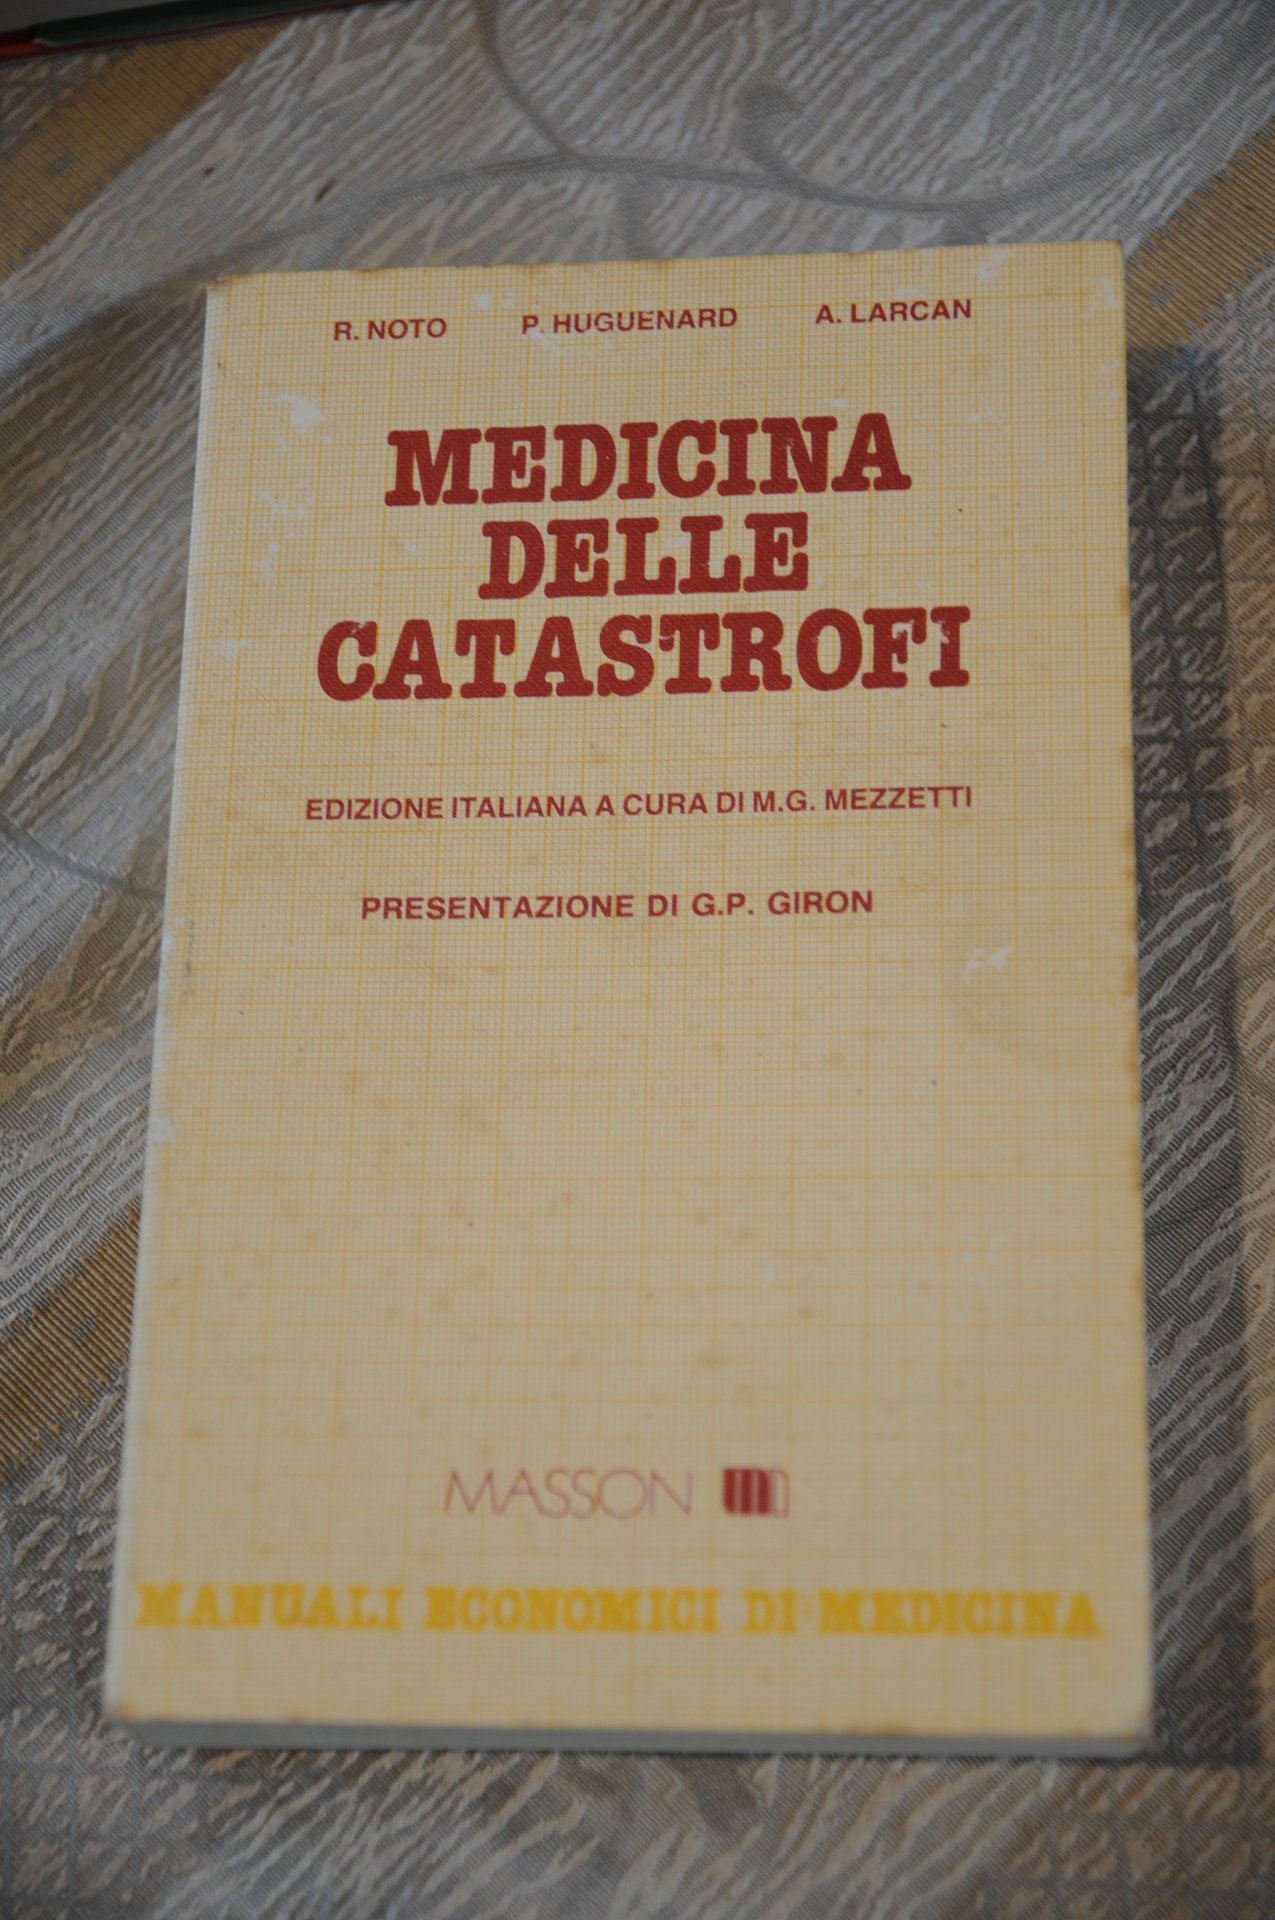 R. NOTO P. HUGUENARD A. LARCAN
MEDICINA
DELLE
CATASTROFI
EDIZIONE ITALIANA A CURA DI M.G. MEZZETTI
PRESENTAZIONE DI G.P. GIRON
MASSON m
MANUALI ECONOMICI DI MEDICINA